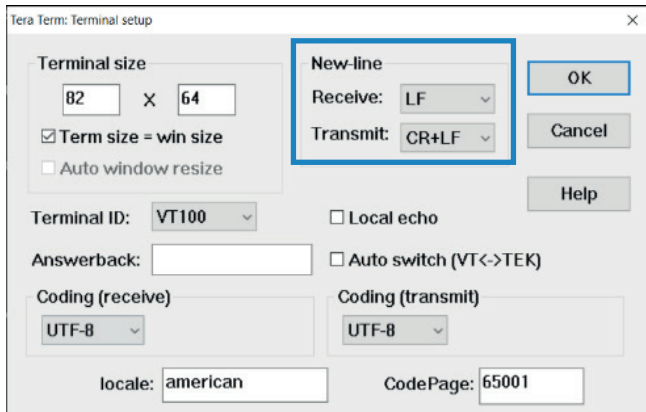 Tera Term: Terminal setup
Terminal size
82 X 64
Term size = win size
Auto window resize
New-line
Receive: LF
Transmit: CR+LF
OK
Cancel
Help
Terminal ID: VT100
Local echo
Answerback:
Auto switch (VT<->TEK)
Coding (receive)
UTF-8
Coding (transmit)
UTF-8
locale: american
CodePage: 65001